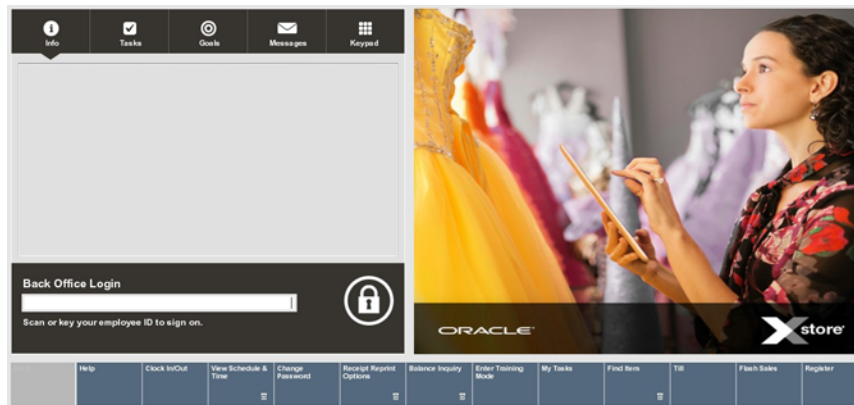 Info
Tasks
Goals
Messages
Keypad
Back Office Login
Scan or key your employee ID to sign on.
ORACLE
Xstore
Help
Clock In/Out
View Schedule &
Time
Change
Password
Receipt Reprint
Options
Balance Inquiry
Enter Training
Mode
My Tasks
Find Item
Till
Flash Sales
Register